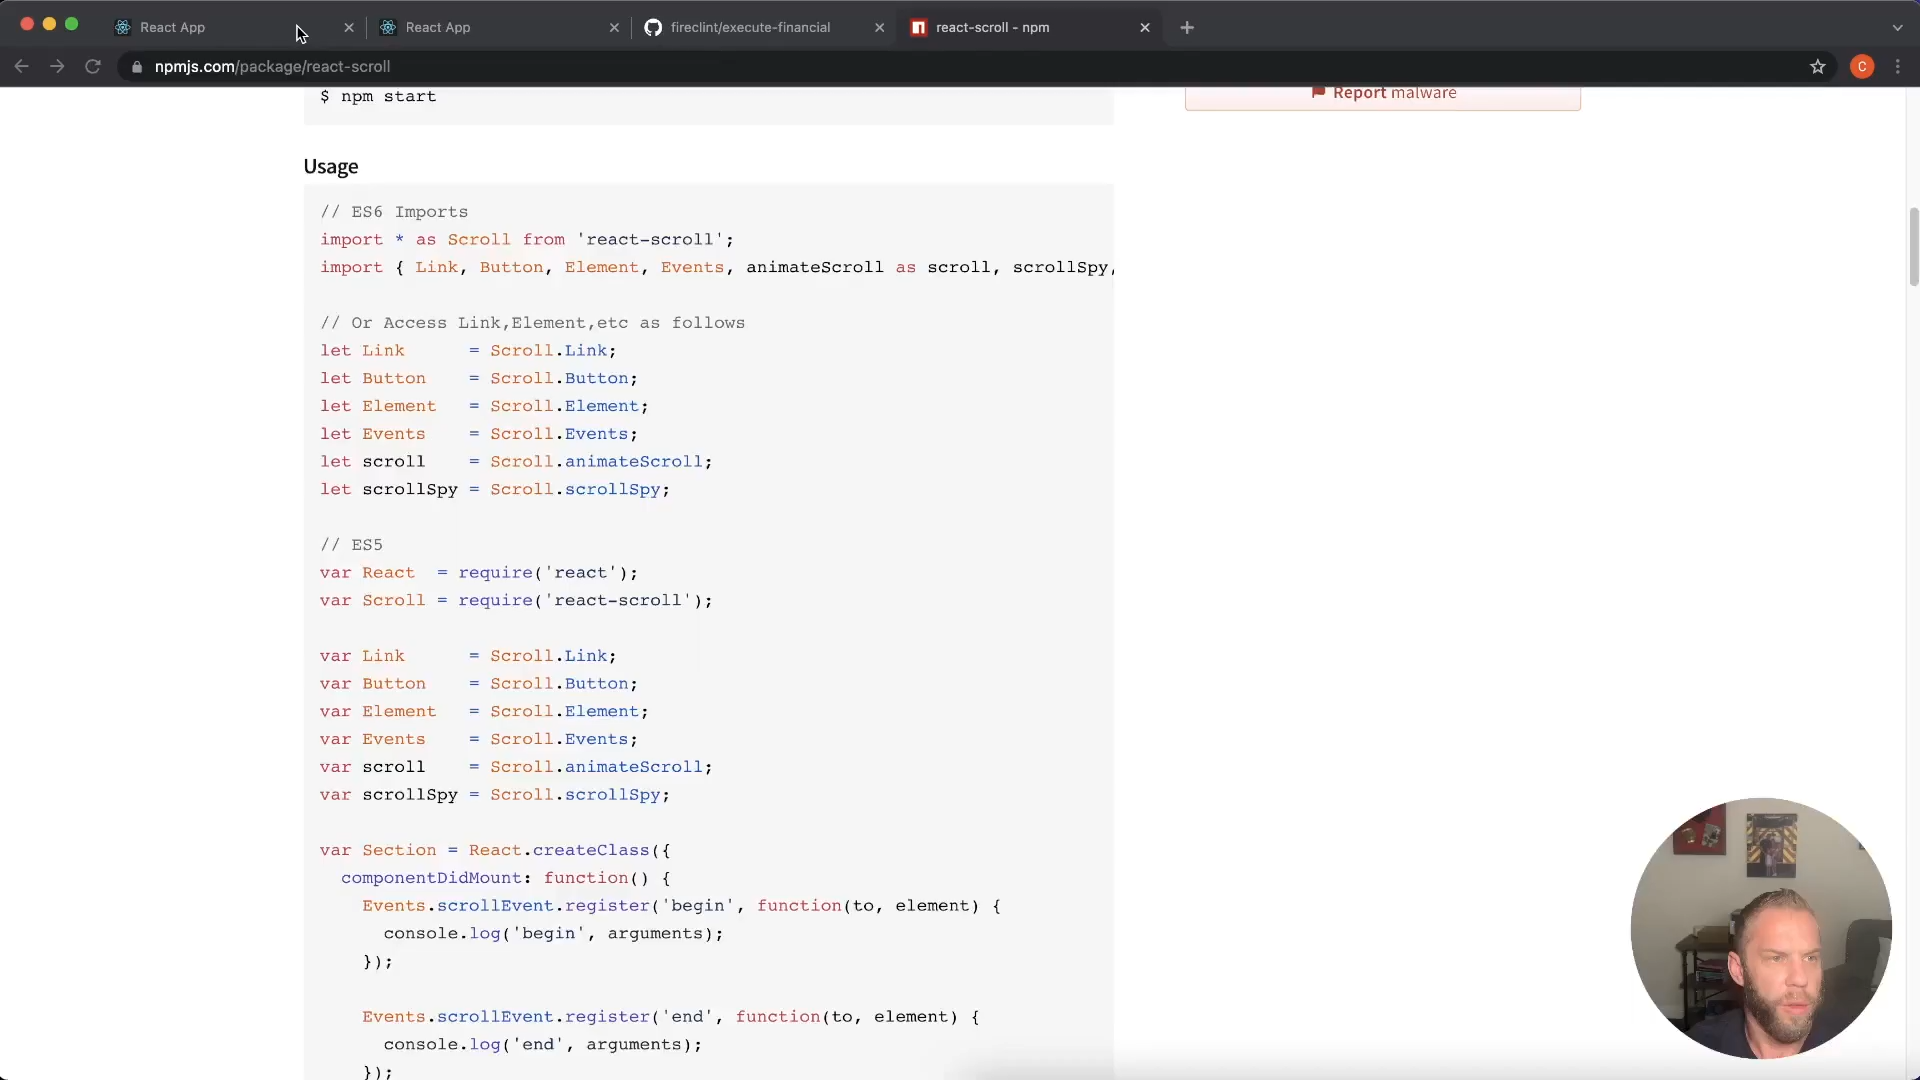 React App
React App
fireclint/execute-financial
react-scroll - npm
npmjs.com/package/react-scroll
C
$ npm start
Report malware
Usage
// ES6 Imports
import * as Scroll from 'react-scroll';
import { Link, Button, Element, Events, animateScroll as scroll, scrollSpy,
// Or Access Link,Element,etc as follows
let Link      = Scroll.Link;
let Button    = Scroll.Button;
let Element   = Scroll.Element;
let Events    = Scroll.Events;
let scroll    = Scroll.animateScroll;
let scrollSpy = Scroll.scrollSpy;
// ES5
var React  = require('react');
var Scroll = require('react-scroll');
var Link      = Scroll.Link;
var Button    = Scroll.Button;
var Element   = Scroll.Element;
var Events    = Scroll.Events;
var scroll    = Scroll.animateScroll;
var scrollSpy = Scroll.scrollSpy;
var Section = React.createClass({
  componentDidMount: function() {
    Events.scrollEvent.register('begin', function(to, element) {
      console.log('begin', arguments);
    });
    Events.scrollEvent.register('end', function(to, element) {
      console.log('end', arguments);
    });